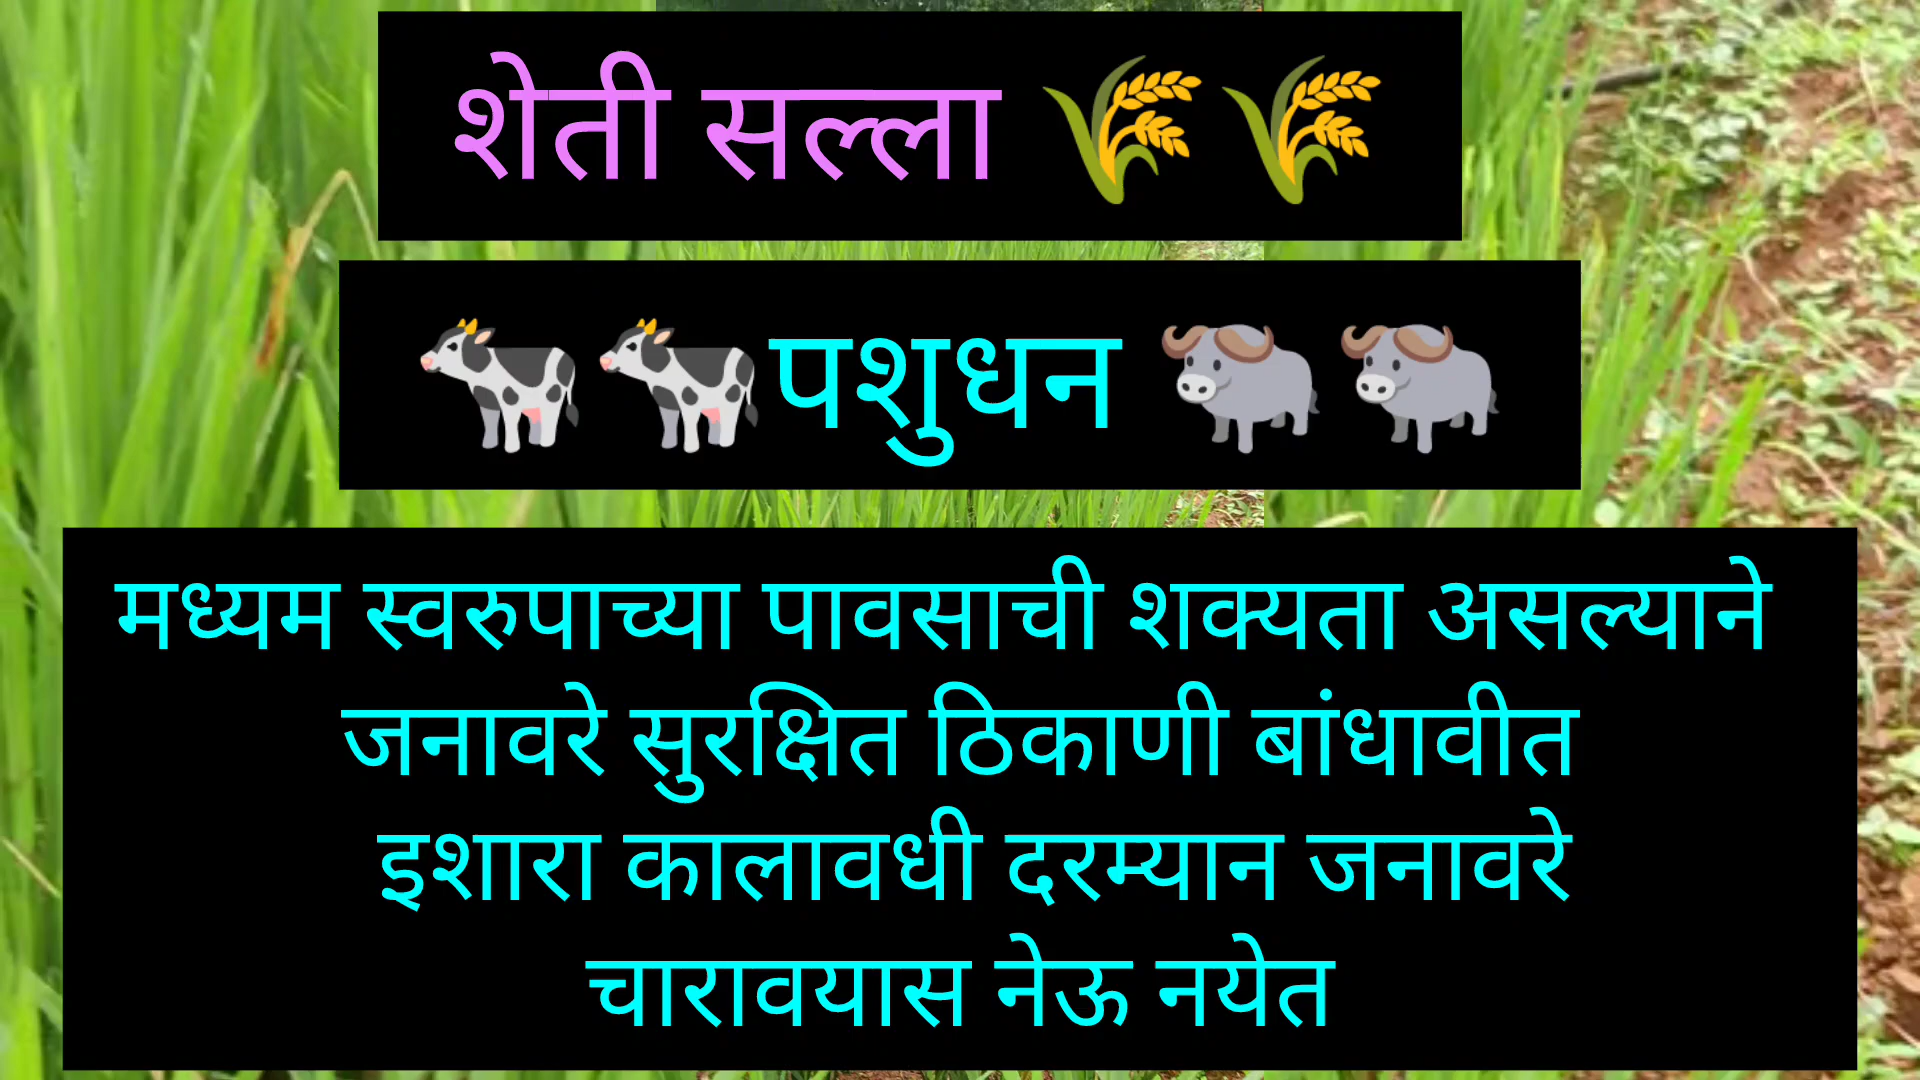 शेती सल्ला 🌾🌾
🐄🐄पशुधन 🐃🐃
मध्यम स्वरुपाच्या पावसाची शक्यता असल्याने
जनावरे सुरक्षित ठिकाणी बांधावीत
इशारा कालावधी दरम्यान जनावरे
चारावयास नेऊ नयेत